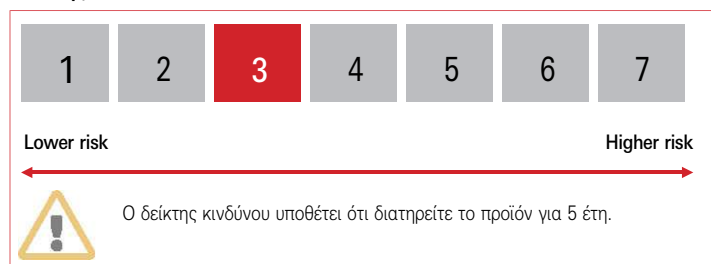 1 2 3 4 5 6 7
Lower risk Higher risk
Ο δείκτης κινδύνου υποθέτει ότι διατηρείτε το προϊόν για 5 έτη.